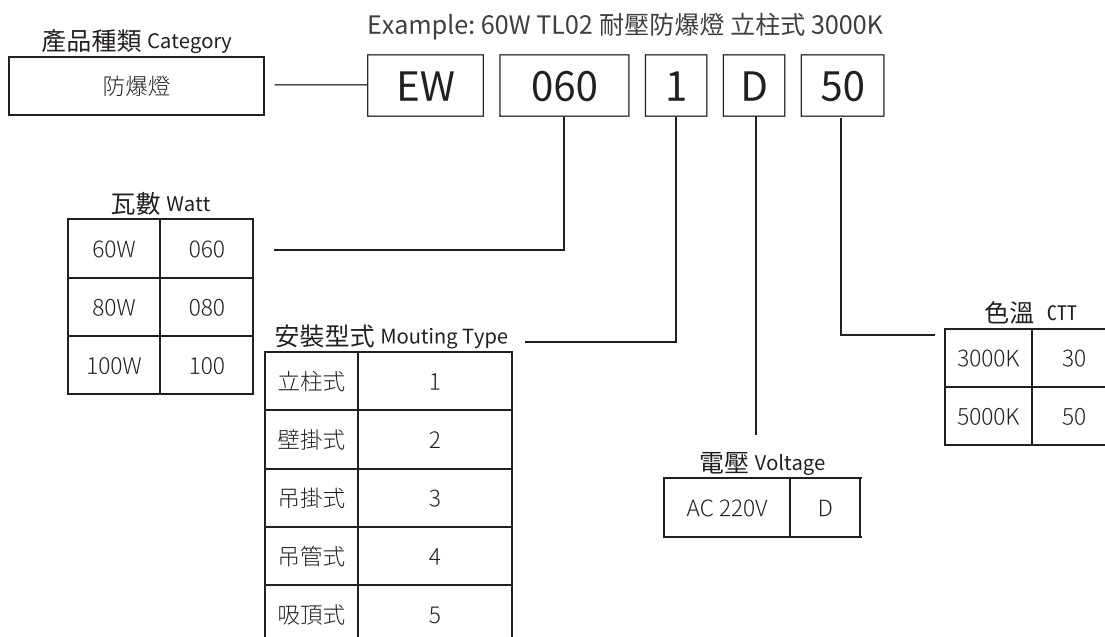 Example: 60W TL02 耐壓防爆燈 立柱式 3000K
產品種類 Category
防爆燈
EW 060 1 D 50
瓦數 Watt
60W 060
80W 080
100W 100
安裝型式 Mouting Type
立柱式 1
壁掛式 2
吊掛式 3
吊管式 4
吸頂式 5
電壓 Voltage
AC 220V D
色溫 CTT
3000K 30
5000K 50